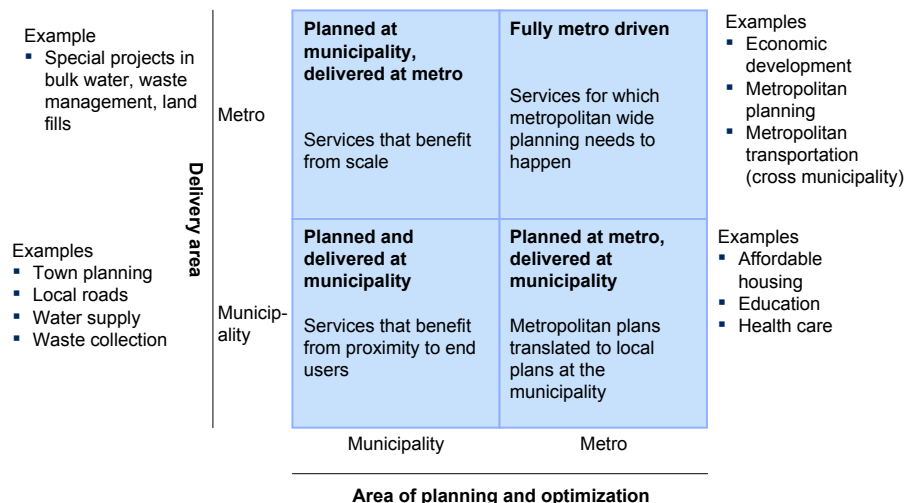 Example
▪ Special projects in
bulk water, waste
management, land
fills
Planned at
municipality,
delivered at metro
Services that benefit
from scale
Fully metro driven
Services for which
metropolitan wide
planning needs to
happen
Examples
▪ Economic
development
▪ Metropolitan
planning
▪ Metropolitan
transportation
(cross municipality)
Metro
Delivery area
Examples
▪ Town planning
▪ Local roads
▪ Water supply
▪ Waste collection
Municip-
ality
Planned and
delivered at
municipality
Services that benefit
from proximity to end
users
Planned at metro,
delivered at
municipality
Metropolitan plans
translated to local
plans at the
municipality
Examples
▪ Affordable
housing
▪ Education
▪ Health care
Municipality
Metro
Area of planning and optimization